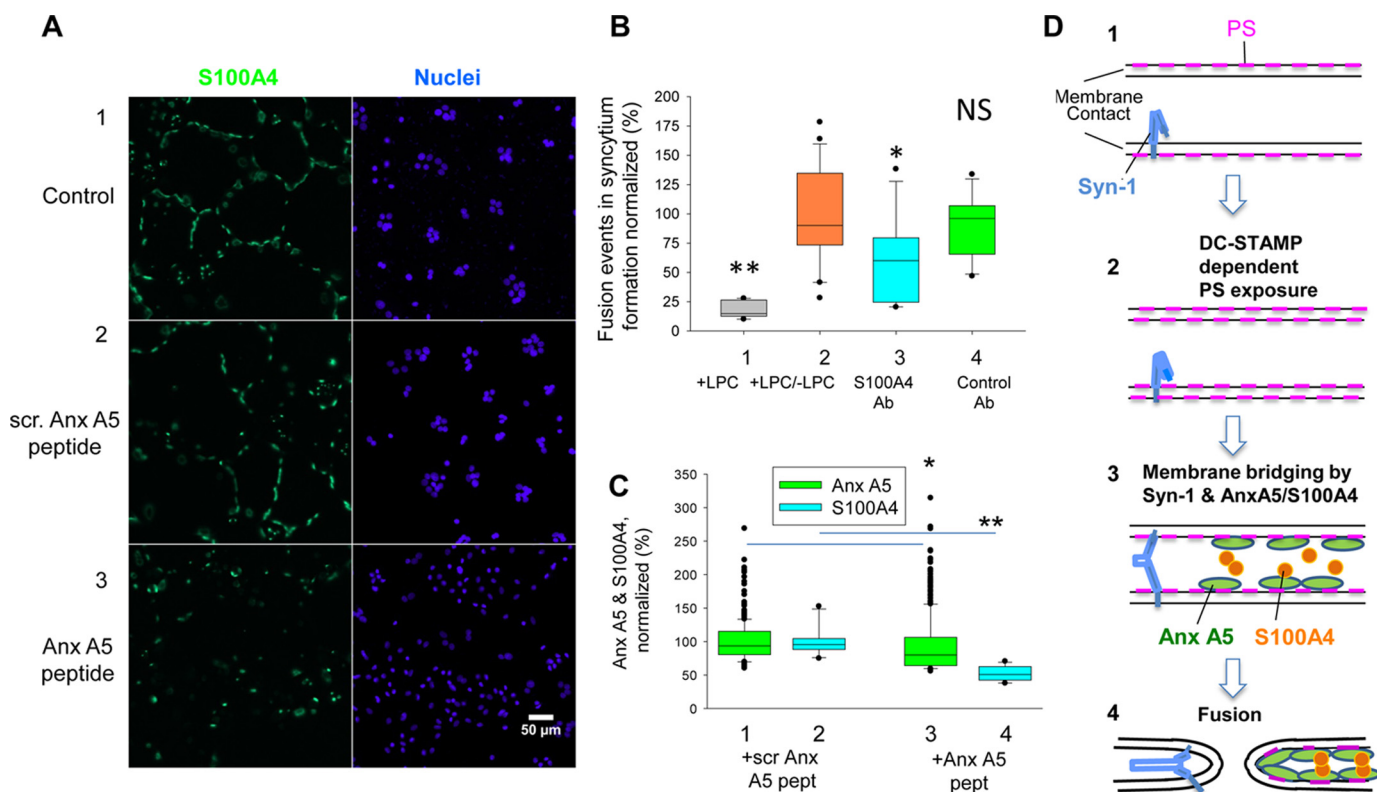 A
S100A4
Nuclei
1
Control
2
scr. Anx A5
peptide
3
Anx A5
peptide
50 µm
B
Fusion events in syncytium
formation normalized (%)
200
175
150
125
100
75
50
25
0
**
*
NS
1
2
3
4
+LPC
+LPC/-LPC
S100A4
Ab
Control
Ab
C
Anx A5 & S100A4,
normalized (%)
350
300
250
200
150
100
50
0
Anx A5
S100A4
*
**
1
2
3
4
+scr Anx
A5 pept
+Anx A5
pept
D
1
PS
Membrane
Contact
Syn-1
2
DC-STAMP
dependent
PS exposure
3
Membrane bridging by
Syn-1 & AnxA5/S100A4
Anx A5
S100A4
4
Fusion